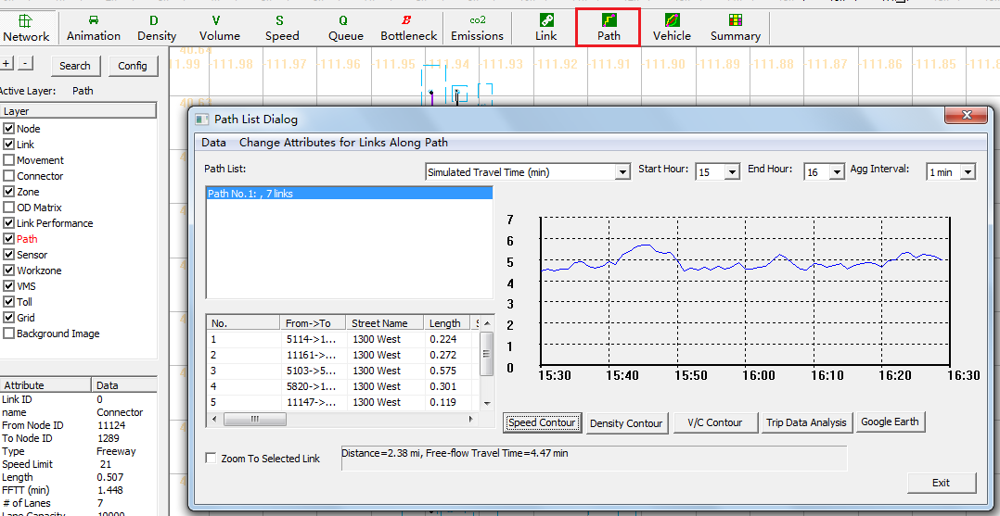 Network Animation Density Volume Speed Queue Bottleneck Emissions Link Path Vehicle Summary
D V S Q B co2
+ - Search Config
40.64
-111.98 -111.97 -111.96 -111.95 -111.94 -111.93 -111.92 -111.91 -111.90 -111.89 -111.88 -111.87 -111.86 -111.85
40.63
Active Layer: Path
Layer
Node
Link
Movement
Connector
Zone
OD Matrix
Link Performance
Path
Sensor
Workzone
VMS
Toll
Grid
Background Image
Attribute Data
Link ID 0
name Connector
From Node ID 11124
To Node ID 1289
Type Freeway
Speed Limit 21
Length 0.507
FFTT (min) 1.448
# of Lanes 7
Lane Capacity 10000
Path List Dialog
Data Change Attributes for Links Along Path
Path List:
Simulated Travel Time (min) Start Hour: 15 End Hour: 16 Agg Interval: 1 min
Path No.1: , 7 links
No. From->To Street Name Length S
1 5114->1... 1300 West 0.224
2 11161->... 1300 West 0.272
3 5103->5... 1300 West 0.575
4 5820->1... 1300 West 0.301
5 11147->... 1300 West 0.119
7
6
5
4
3
2
1
0
15:30 15:40 15:50 16:00 16:10 16:20 16:30
Speed Contour Density Contour V/C Contour Trip Data Analysis Google Earth
Zoom To Selected Link
Distance=2.38 mi, Free-flow Travel Time=4.47 min
Exit